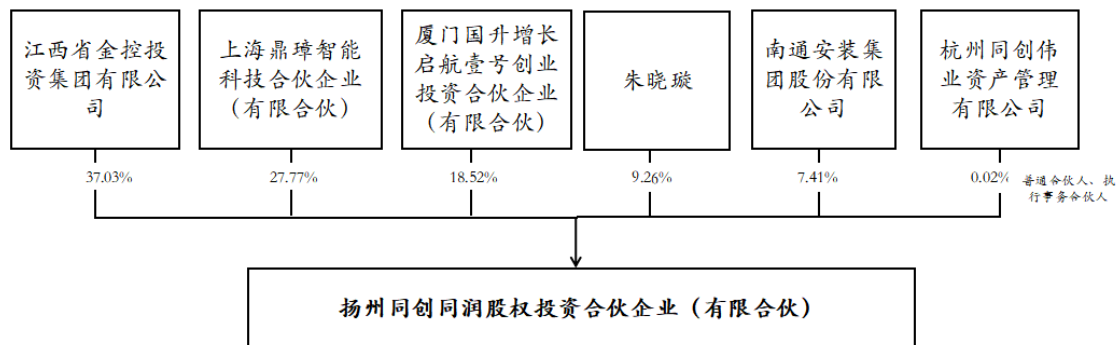 江西省金控投
资集团有限公
司
上海鼎璋智能
科技合伙企业
（有限合伙）
厦门国升增长
启航壹号创业
投资合伙企业
（有限合伙）
朱晓璇
南通安装集
团股份有限
公司
杭州同创伟
业资产管理
有限公司
37.03%
27.77%
18.52%
9.26%
7.41%
0.02%
普通合伙人、执
行事务合伙人
扬州同创同润股权投资合伙企业（有限合伙）